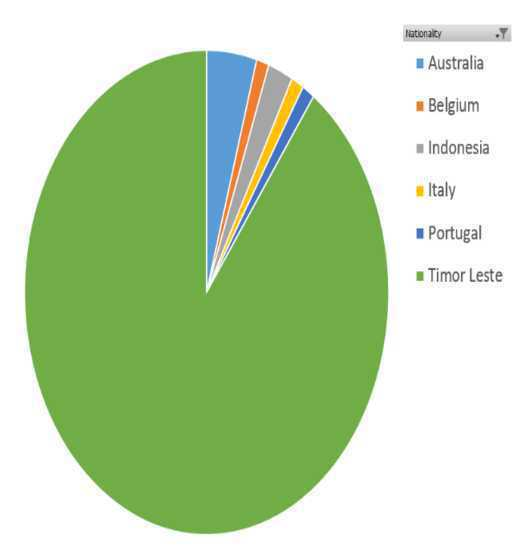 Nationality
Australia
Belgium
Indonesia
Italy
Portugal
Timor Leste